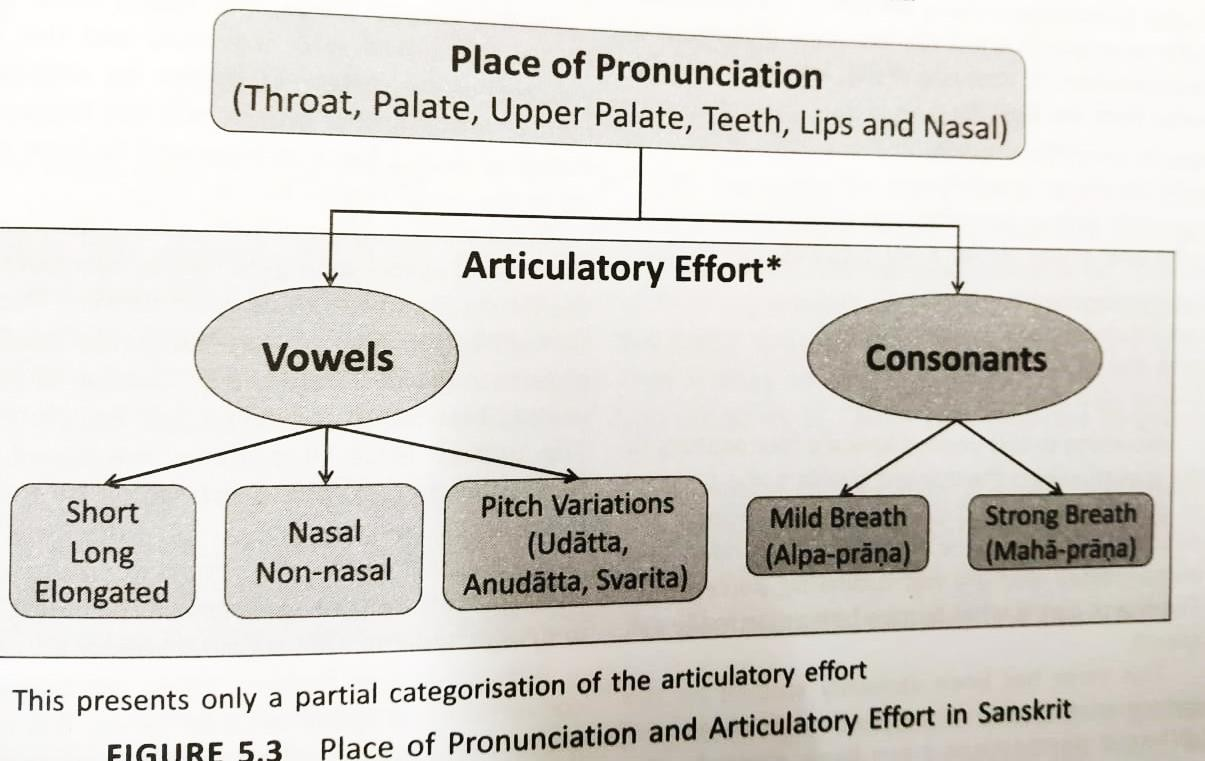 Place of Pronunciation
(Throat, Palate, Upper Palate, Teeth, Lips and Nasal)
Articulatory Effort*
Vowels
Consonants
Short
Long
Elongated
Nasal
Non-nasal
Pitch Variations
(Udātta,
Anudātta, Svarita)
Mild Breath
(Alpa-prāṇa)
Strong Breath
(Mahā-prāṇa)
This presents only a partial categorisation of the articulatory effort
FIGURE 5.3 Place of Pronunciation and Articulatory Effort in Sanskrit